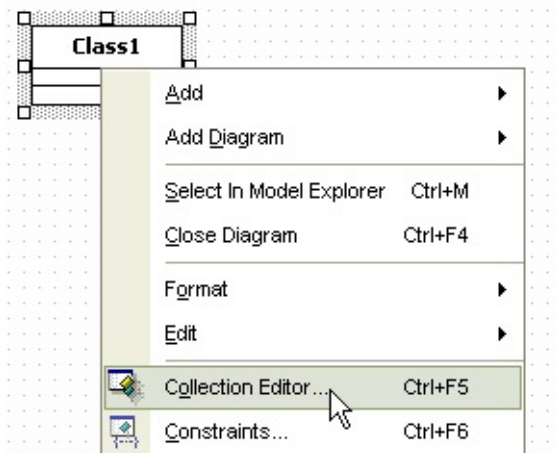 Class1
Add
Add Diagram
Select In Model Explorer Ctrl+M
Close Diagram Ctrl+F4
Format
Edit
Collection Editor... Ctrl+F5
Constraints... Ctrl+F6